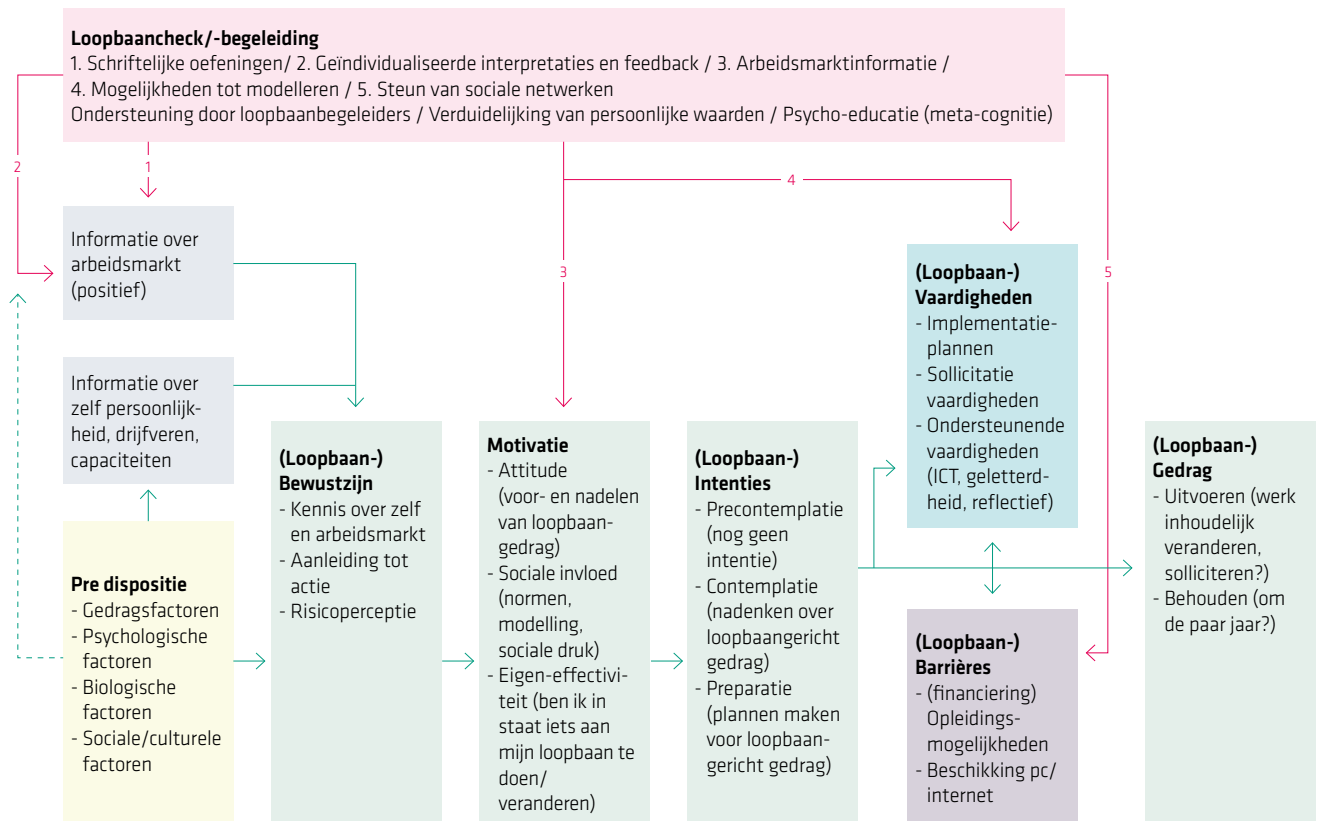 Loopbaancheck/-begeleiding
1. Schriftelijke oefeningen/ 2. Geïndividualiseerde interpretaties en feedback / 3. Arbeidsmarktinformatie /
4. Mogelijkheden tot modelleren / 5. Steun van sociale netwerken
Ondersteuning door loopbaanbegeleiders / Verduidelijking van persoonlijke waarden / Psycho-educatie (meta-cognitie)
2
1
4
3
5
Informatie over
arbeidsmarkt
(positief)
Informatie over
zelf persoonlijk-
heid, drijfveren,
capaciteiten
Pre dispositie
- Gedragsfactoren
- Psychologische
factoren
- Biologische
factoren
- Sociale/culturele
factoren
(Loopbaan-)
Bewustzijn
- Kennis over zelf
en arbeidsmarkt
- Aanleiding tot
actie
- Risicoperceptie
Motivatie
- Attitude
(voor- en nadelen
van loopbaan-
gedrag)
- Sociale invloed
(normen,
modelling,
sociale druk)
- Eigen-effectivi-
teit (ben ik in
staat iets aan
mijn loopbaan te
doen/
veranderen)
(Loopbaan-)
Intenties
- Precontemplatie
(nog geen
intentie)
- Contemplatie
(nadenken over
loopbaangericht
gedrag)
- Preparatie
(plannen maken
voor loopbaan-
gericht gedrag)
(Loopbaan-)
Vaardigheden
- Implementatie-
plannen
- Sollicitatie
vaardigheden
- Ondersteunende
vaardigheden
(ICT, geletterd-
heid, reflectief)
(Loopbaan-)
Barrières
- (financiering)
Opleidings-
mogelijkheden
- Beschikking pc/
internet
(Loopbaan-)
Gedrag
- Uitvoeren (werk
inhoudelijk
veranderen,
solliciteren?)
- Behouden (om
de paar jaar?)